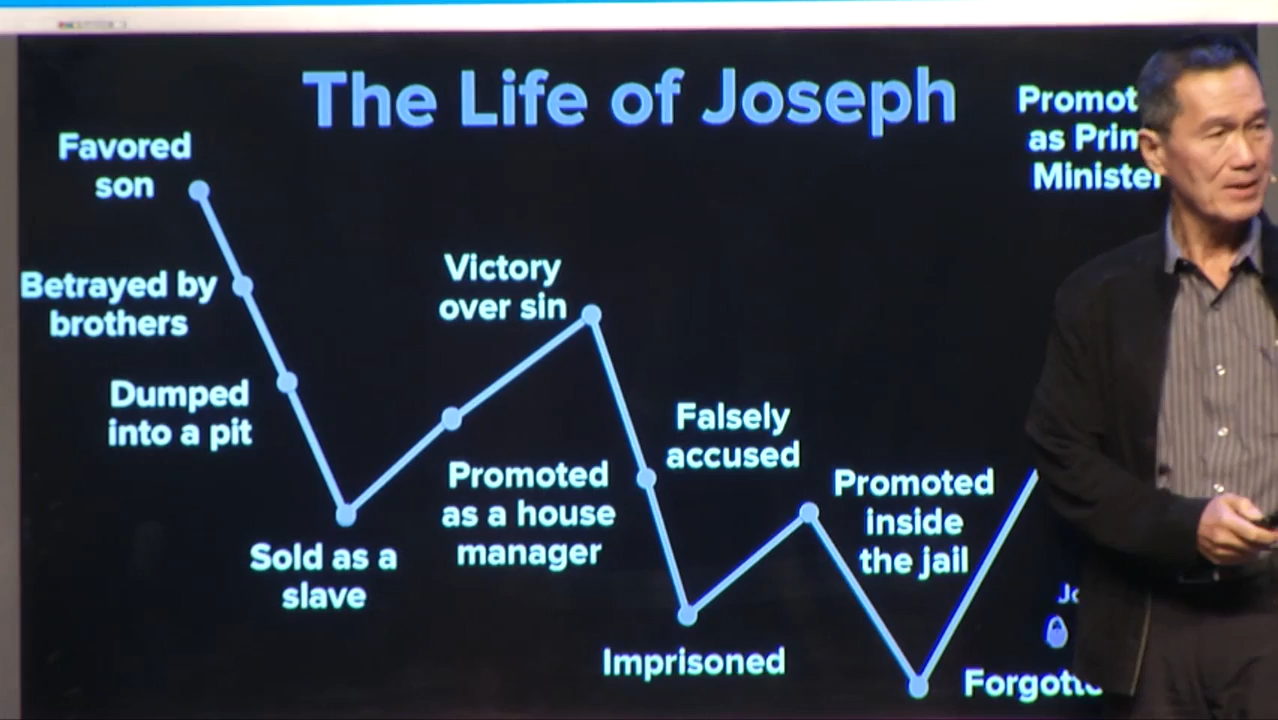 The Life of Joseph
Favored
son
Betrayed by
brothers
Dumped
into a pit
Sold as a
slave
Promoted
as a house
manager
Victory
over sin
Falsely
accused
Imprisoned
Promoted
inside
the jail
as